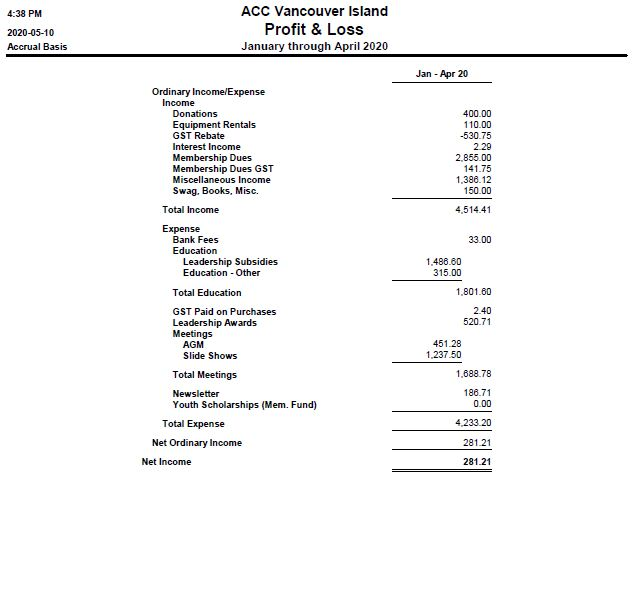 4:38 PM
ACC Vancouver Island
2020-05-10
Profit & Loss
Accrual Basis
January through April 2020
Jan - Apr 20
Ordinary Income/Expense
Income
Donations 400.00
Equipment Rentals 110.00
GST Rebate -530.75
Interest Income 2.29
Membership Dues 2,855.00
Membership Dues GST 141.75
Miscellaneous Income 1,386.12
Swag, Books, Misc. 150.00
Total Income 4,514.41
Expense
Bank Fees 33.00
Education
Leadership Subsidies 1,486.60
Education - Other 315.00
Total Education 1,801.60
GST Paid on Purchases 2.40
Leadership Awards 520.71
Meetings
AGM 451.28
Slide Shows 1,237.50
Total Meetings 1,688.78
Newsletter 186.71
Youth Scholarships (Mem. Fund) 0.00
Total Expense 4,233.20
Net Ordinary Income 281.21
Net Income 281.21